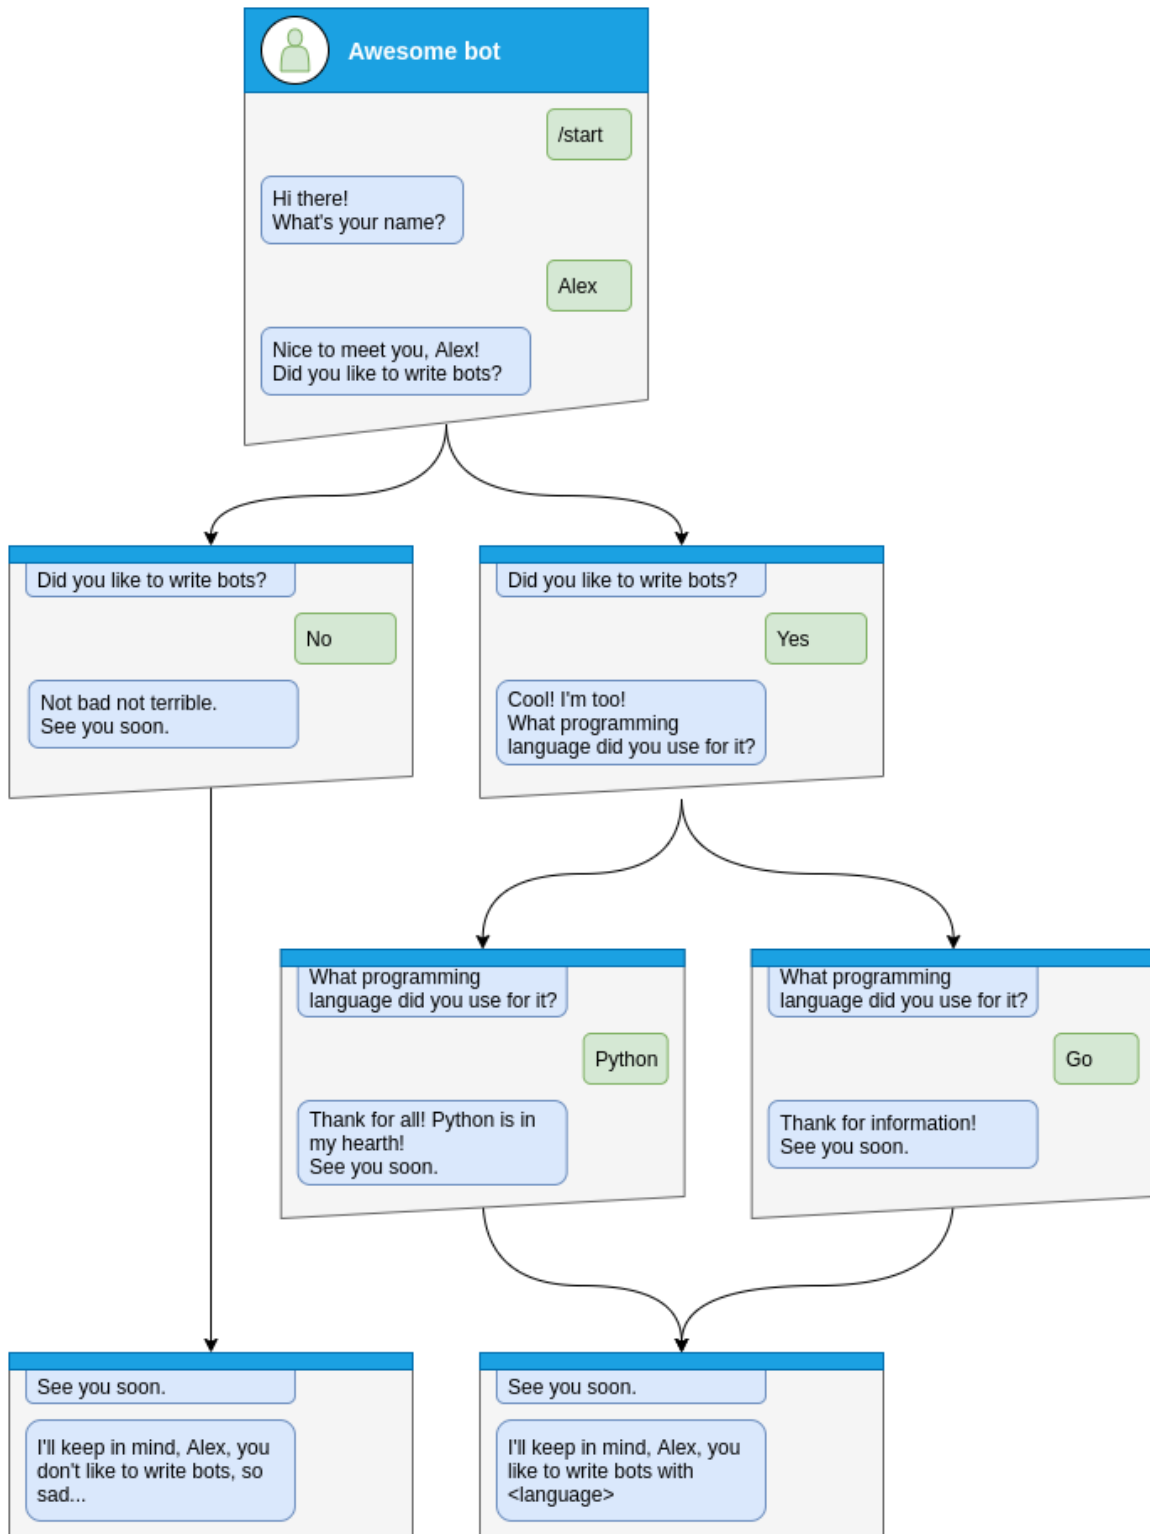 Awesome bot
/start
Hi there!
What's your name?
Alex
Nice to meet you, Alex!
Did you like to write bots?
Did you like to write bots?
No
Not bad not terrible.
See you soon.
Did you like to write bots?
Yes
Cool! I'm too!
What programming
language did you use for it?
What programming
language did you use for it?
Python
Thank for all! Python is in
my hearth!
See you soon.
What programming
language did you use for it?
Go
Thank for information!
See you soon.
See you soon.
I'll keep in mind, Alex, you
don't like to write bots, so
sad...
See you soon.
I'll keep in mind, Alex, you
like to write bots with
<language>